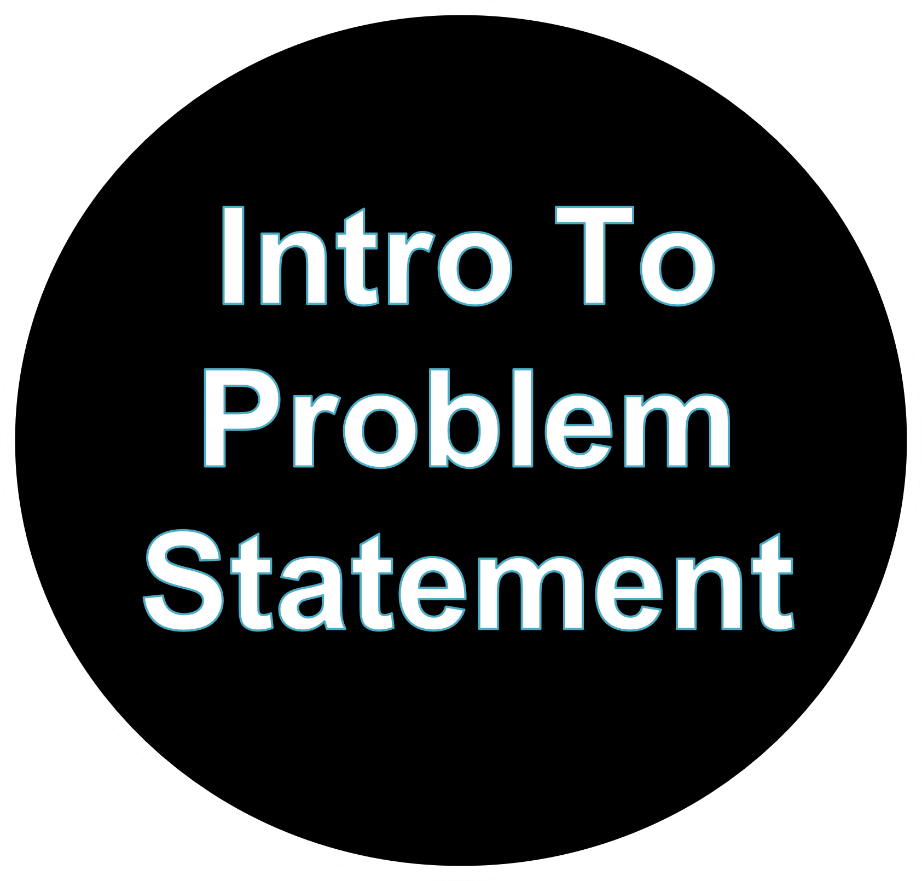 Intro To
Problem
Statement